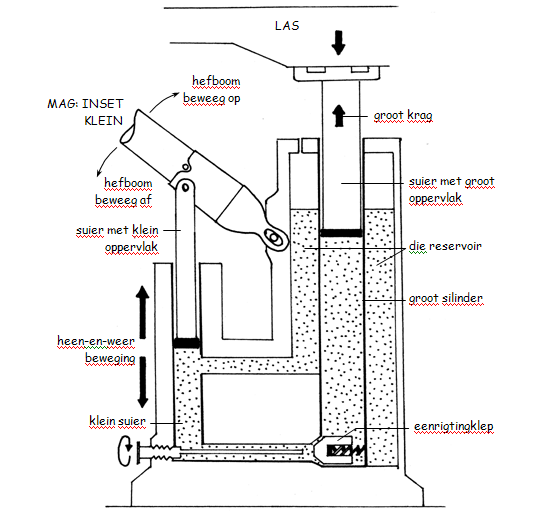 LAS
hefboom
beweeg op
MAG: INSET
KLEIN
groot krag
hefboom
beweeg af
suier met groot
oppervlak
suier met klein
oppervlak
die reservoir
groot silinder
heen-en-weer
beweging
klein suier
eenrigtingklep